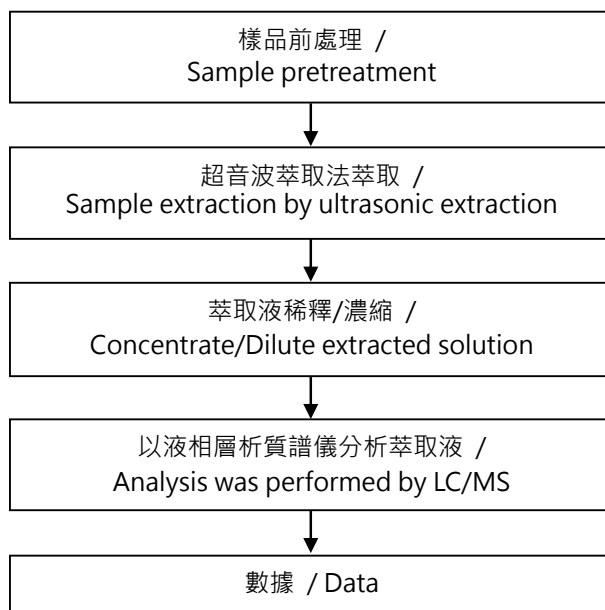 樣品前處理 /
Sample pretreatment
超音波萃取法萃取 /
Sample extraction by ultrasonic extraction
萃取液稀釋/濃縮 /
Concentrate/Dilute extracted solution
以液相層析質譜儀分析萃取液 /
Analysis was performed by LC/MS
數據 / Data